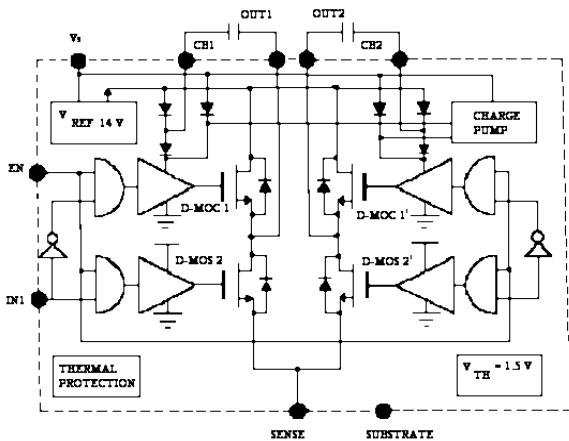 OUT1 OUT2
Vs CB1 CB2
V REF 14 V
CHARGE PUMP
EN
D-MOC 1 D-MOC 1'
D-MOS 2 D-MOS 2'
IN1
THERMAL PROTECTION
V TH = 1.5 V
SENSE SUBSTRATE